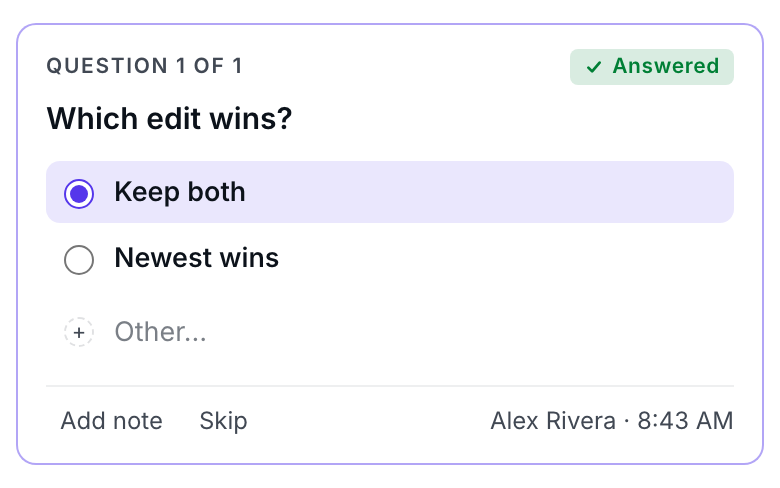 QUESTION 1 OF 1
Answered
Which edit wins?
Keep both
Newest wins
Other...
Add note Skip Alex Rivera · 8:43 AM